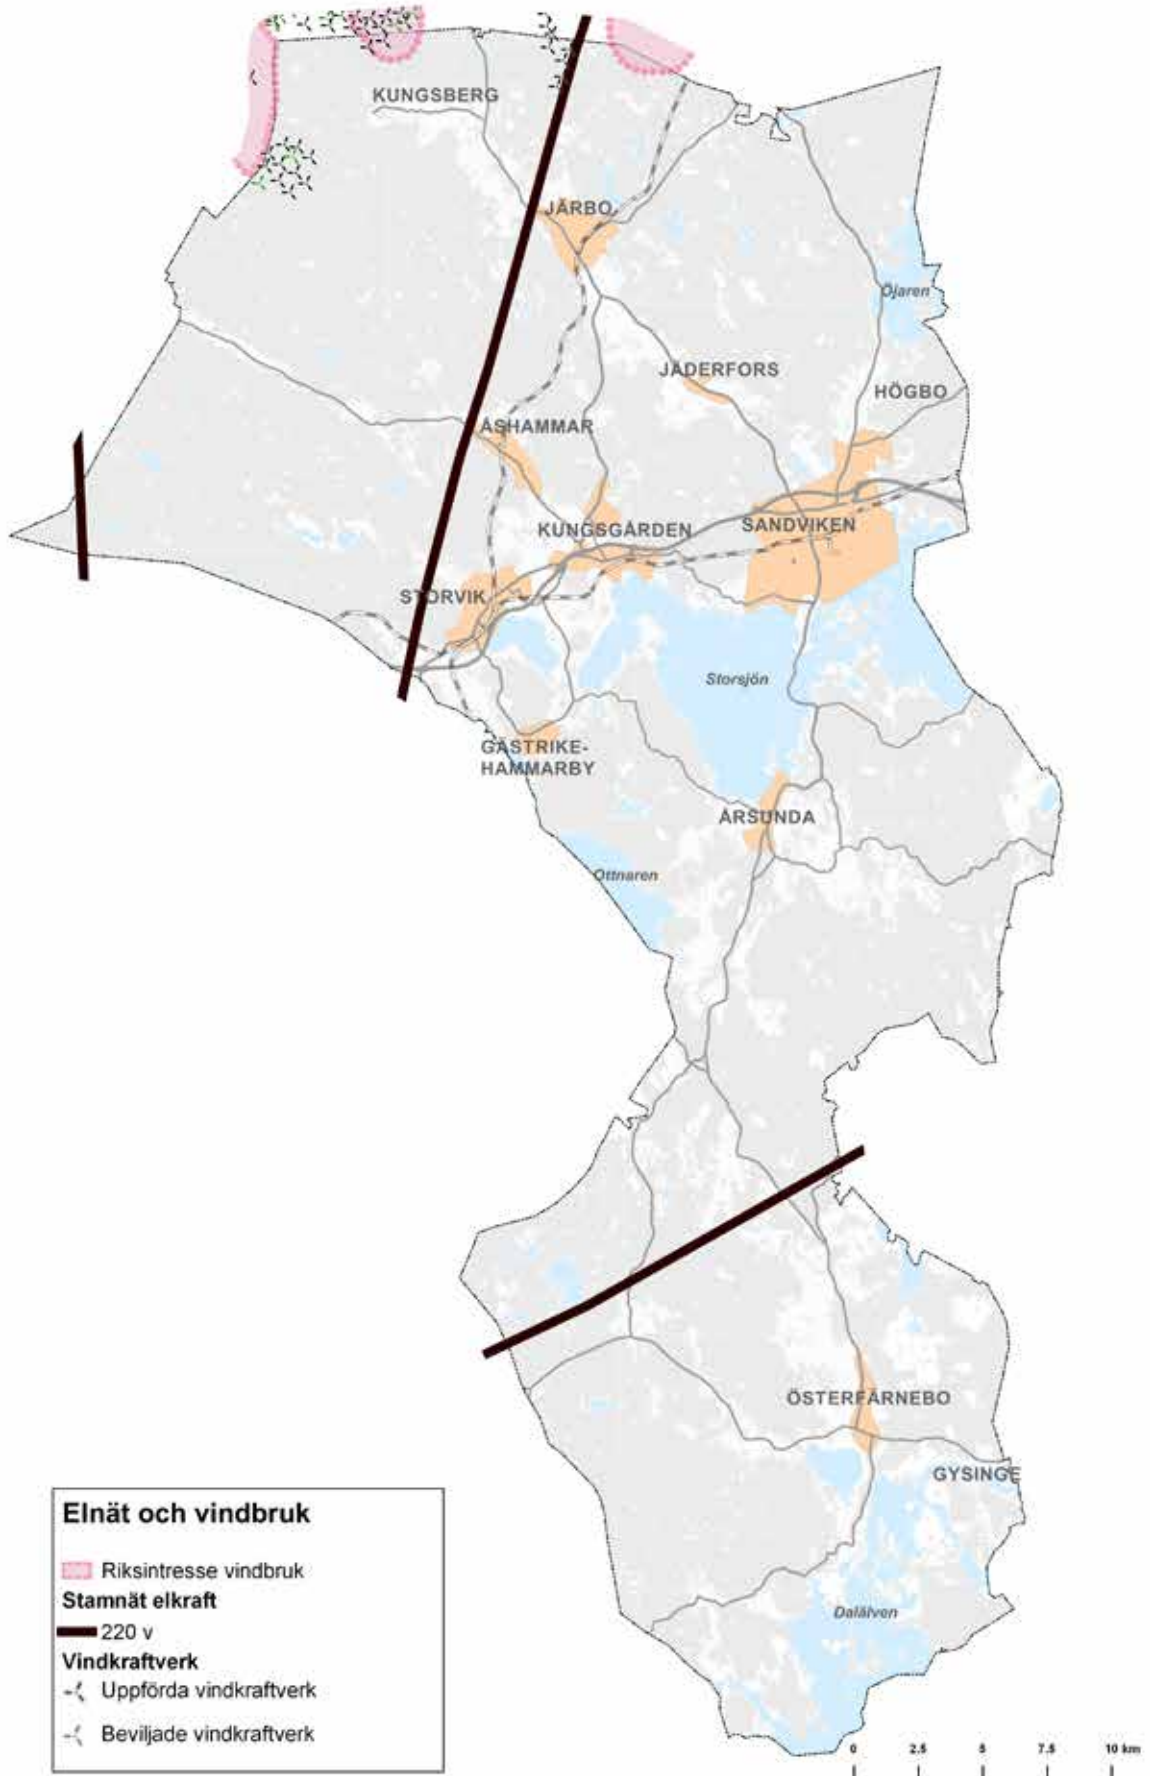 KUNGSBERG
JÄRBO
Öjaren
JÄDERFORS
HÖGBO
ÅSHAMMAR
KUNGSGÅRDEN
SANDVIKEN
STORVIK
Storsjön
GÄSTRIKE-
HAMMARBY
ÅRSUNDA
Ottnaren
ÖSTERFÄRNEBO
GYSINGE
Dalälven
Elnät och vindbruk
Riksintresse vindbruk
Stamnät elkraft
220 v
Vindkraftverk
Uppförda vindkraftverk
Beviljade vindkraftverk
0 2.5 5 7.5 10 km